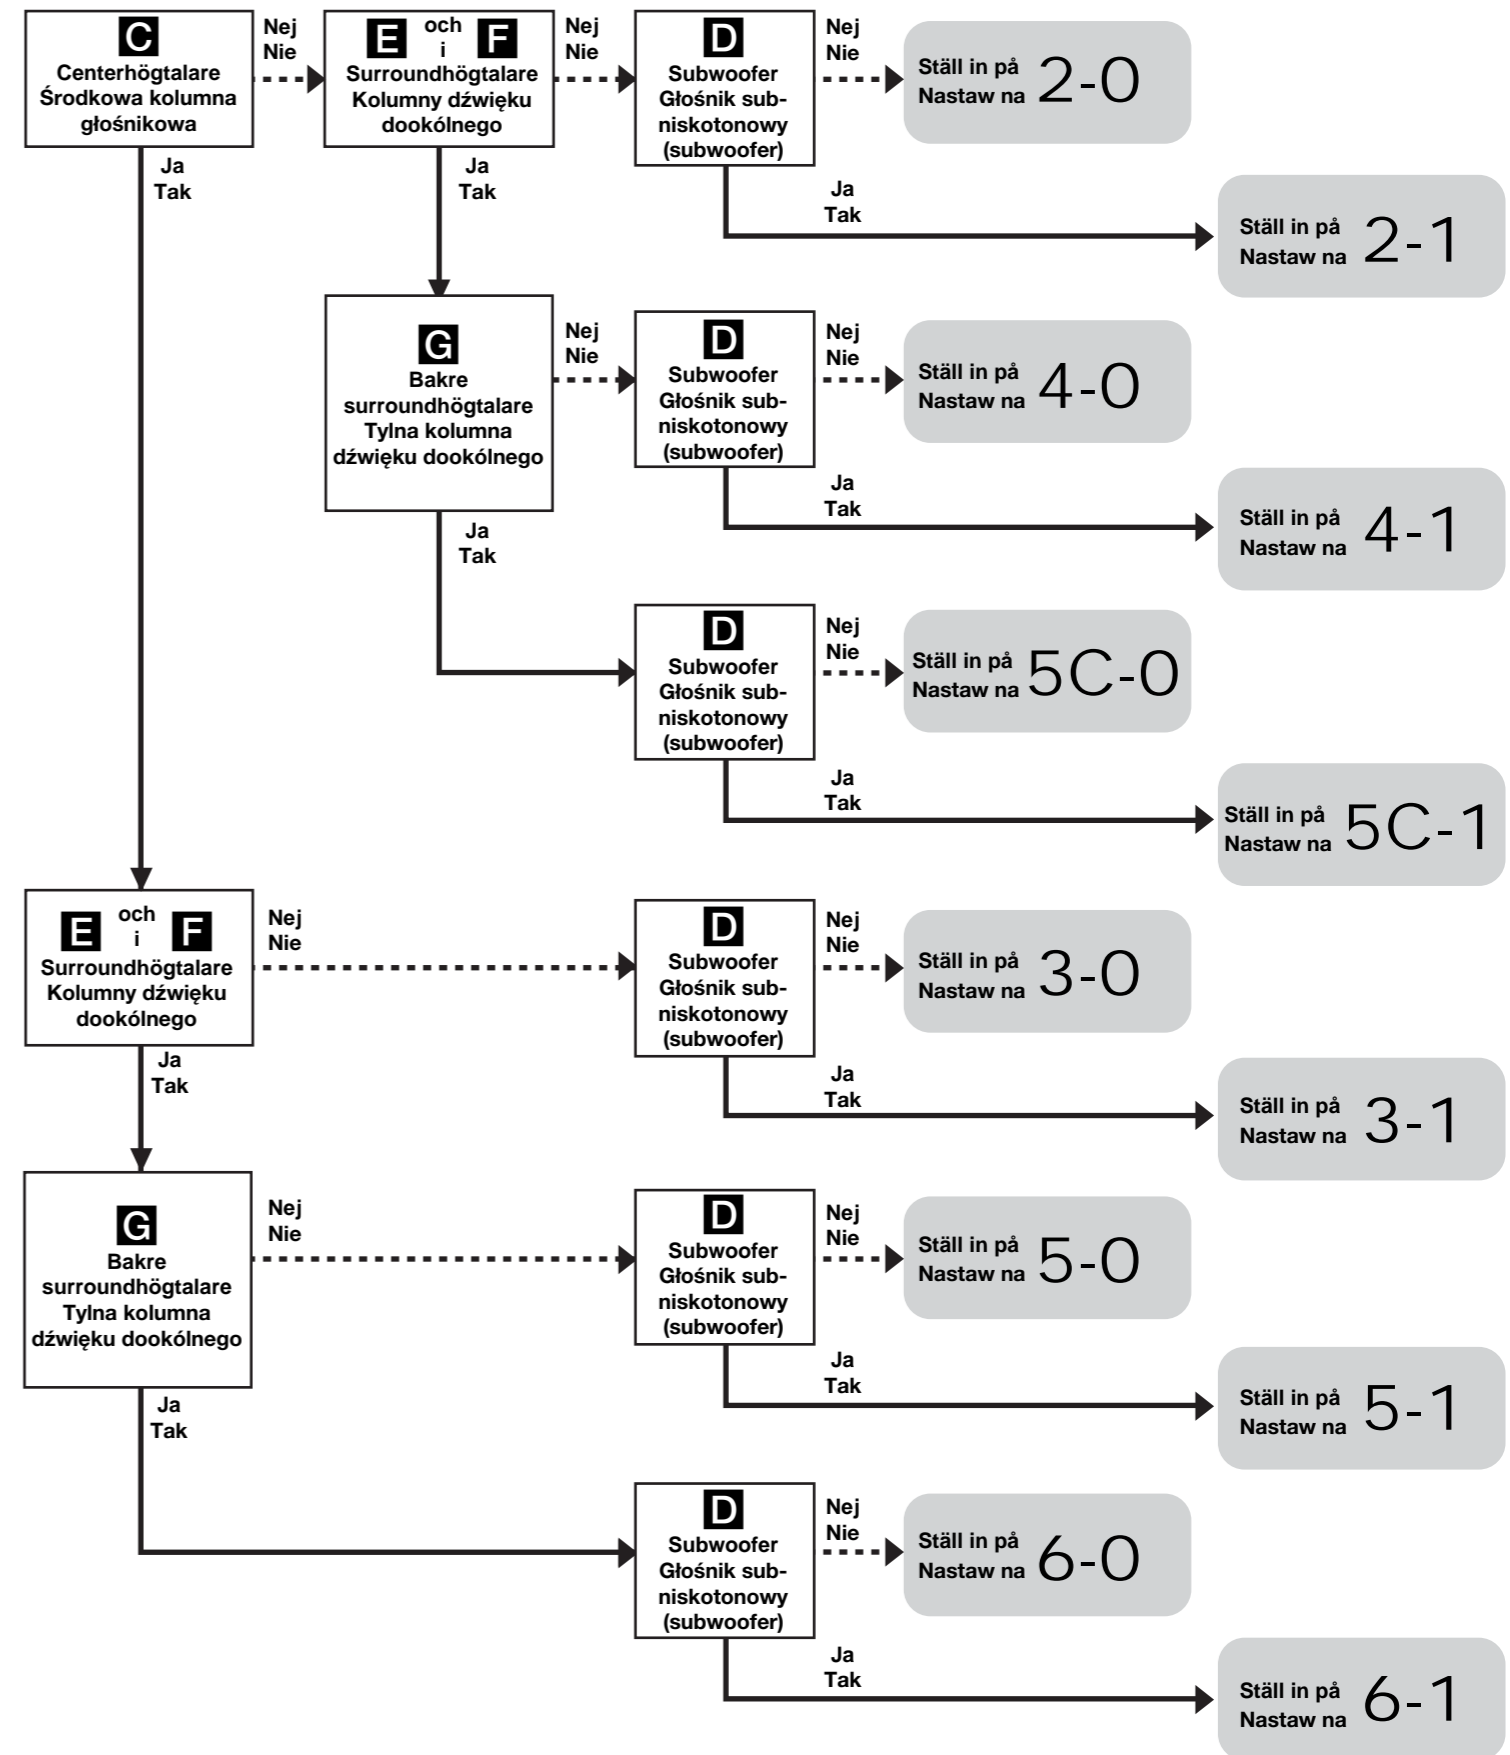 C
Centerhögtalare
Środkowa kolumna
głośnikowa
Nej
Nie
Ja
Tak
E och i F
Surroundhögtalare
Kolumny dźwięku
dookólnego
Nej
Nie
Ja
Tak
D
Subwoofer
Głośnik sub-
niskotonowy
(subwoofer)
Nej
Nie
Ställ in på
Nastaw na 2-0
Ja
Tak
Ställ in på
Nastaw na 2-1
G
Bakre
surroundhögtalare
Tylna kolumna
dźwięku dookólnego
Nej
Nie
Ja
Tak
D
Subwoofer
Głośnik sub-
niskotonowy
(subwoofer)
Nej
Nie
Ställ in på
Nastaw na 4-0
Ja
Tak
Ställ in på
Nastaw na 4-1
D
Subwoofer
Głośnik sub-
niskotonowy
(subwoofer)
Nej
Nie
Ställ in på
Nastaw na 5C-0
Ja
Tak
Ställ in på
Nastaw na 5C-1
E och i F
Surroundhögtalare
Kolumny dźwięku
dookólnego
Nej
Nie
Ja
Tak
D
Subwoofer
Głośnik sub-
niskotonowy
(subwoofer)
Nej
Nie
Ställ in på
Nastaw na 3-0
Ja
Tak
Ställ in på
Nastaw na 3-1
G
Bakre
surroundhögtalare
Tylna kolumna
dźwięku dookólnego
Nej
Nie
Ja
Tak
D
Subwoofer
Głośnik sub-
niskotonowy
(subwoofer)
Nej
Nie
Ställ in på
Nastaw na 5-0
Ja
Tak
Ställ in på
Nastaw na 5-1
D
Subwoofer
Głośnik sub-
niskotonowy
(subwoofer)
Nej
Nie
Ställ in på
Nastaw na 6-0
Ja
Tak
Ställ in på
Nastaw na 6-1